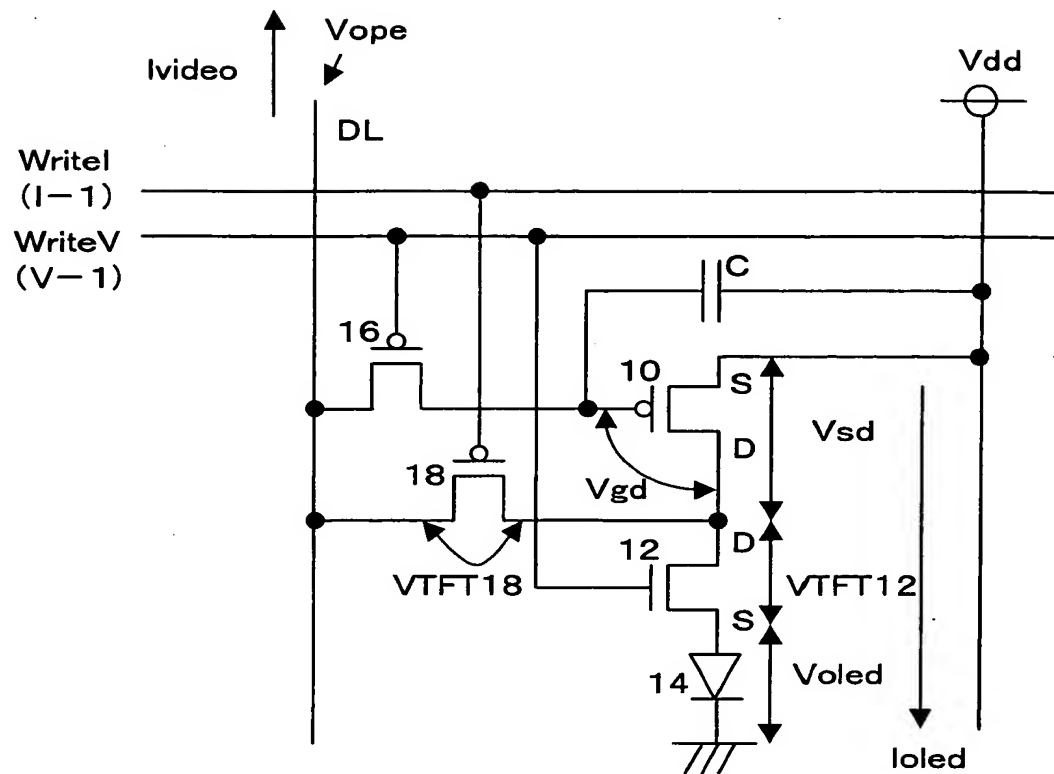 Vope
Ivideo
Vdd
DL
WriteI
(I-1)
WriteV
(V-1)
C
16
10
S
Vsd
D
18
Vgd
12
D
VTFT18
VTFT12
S
14
Voled
Ioled